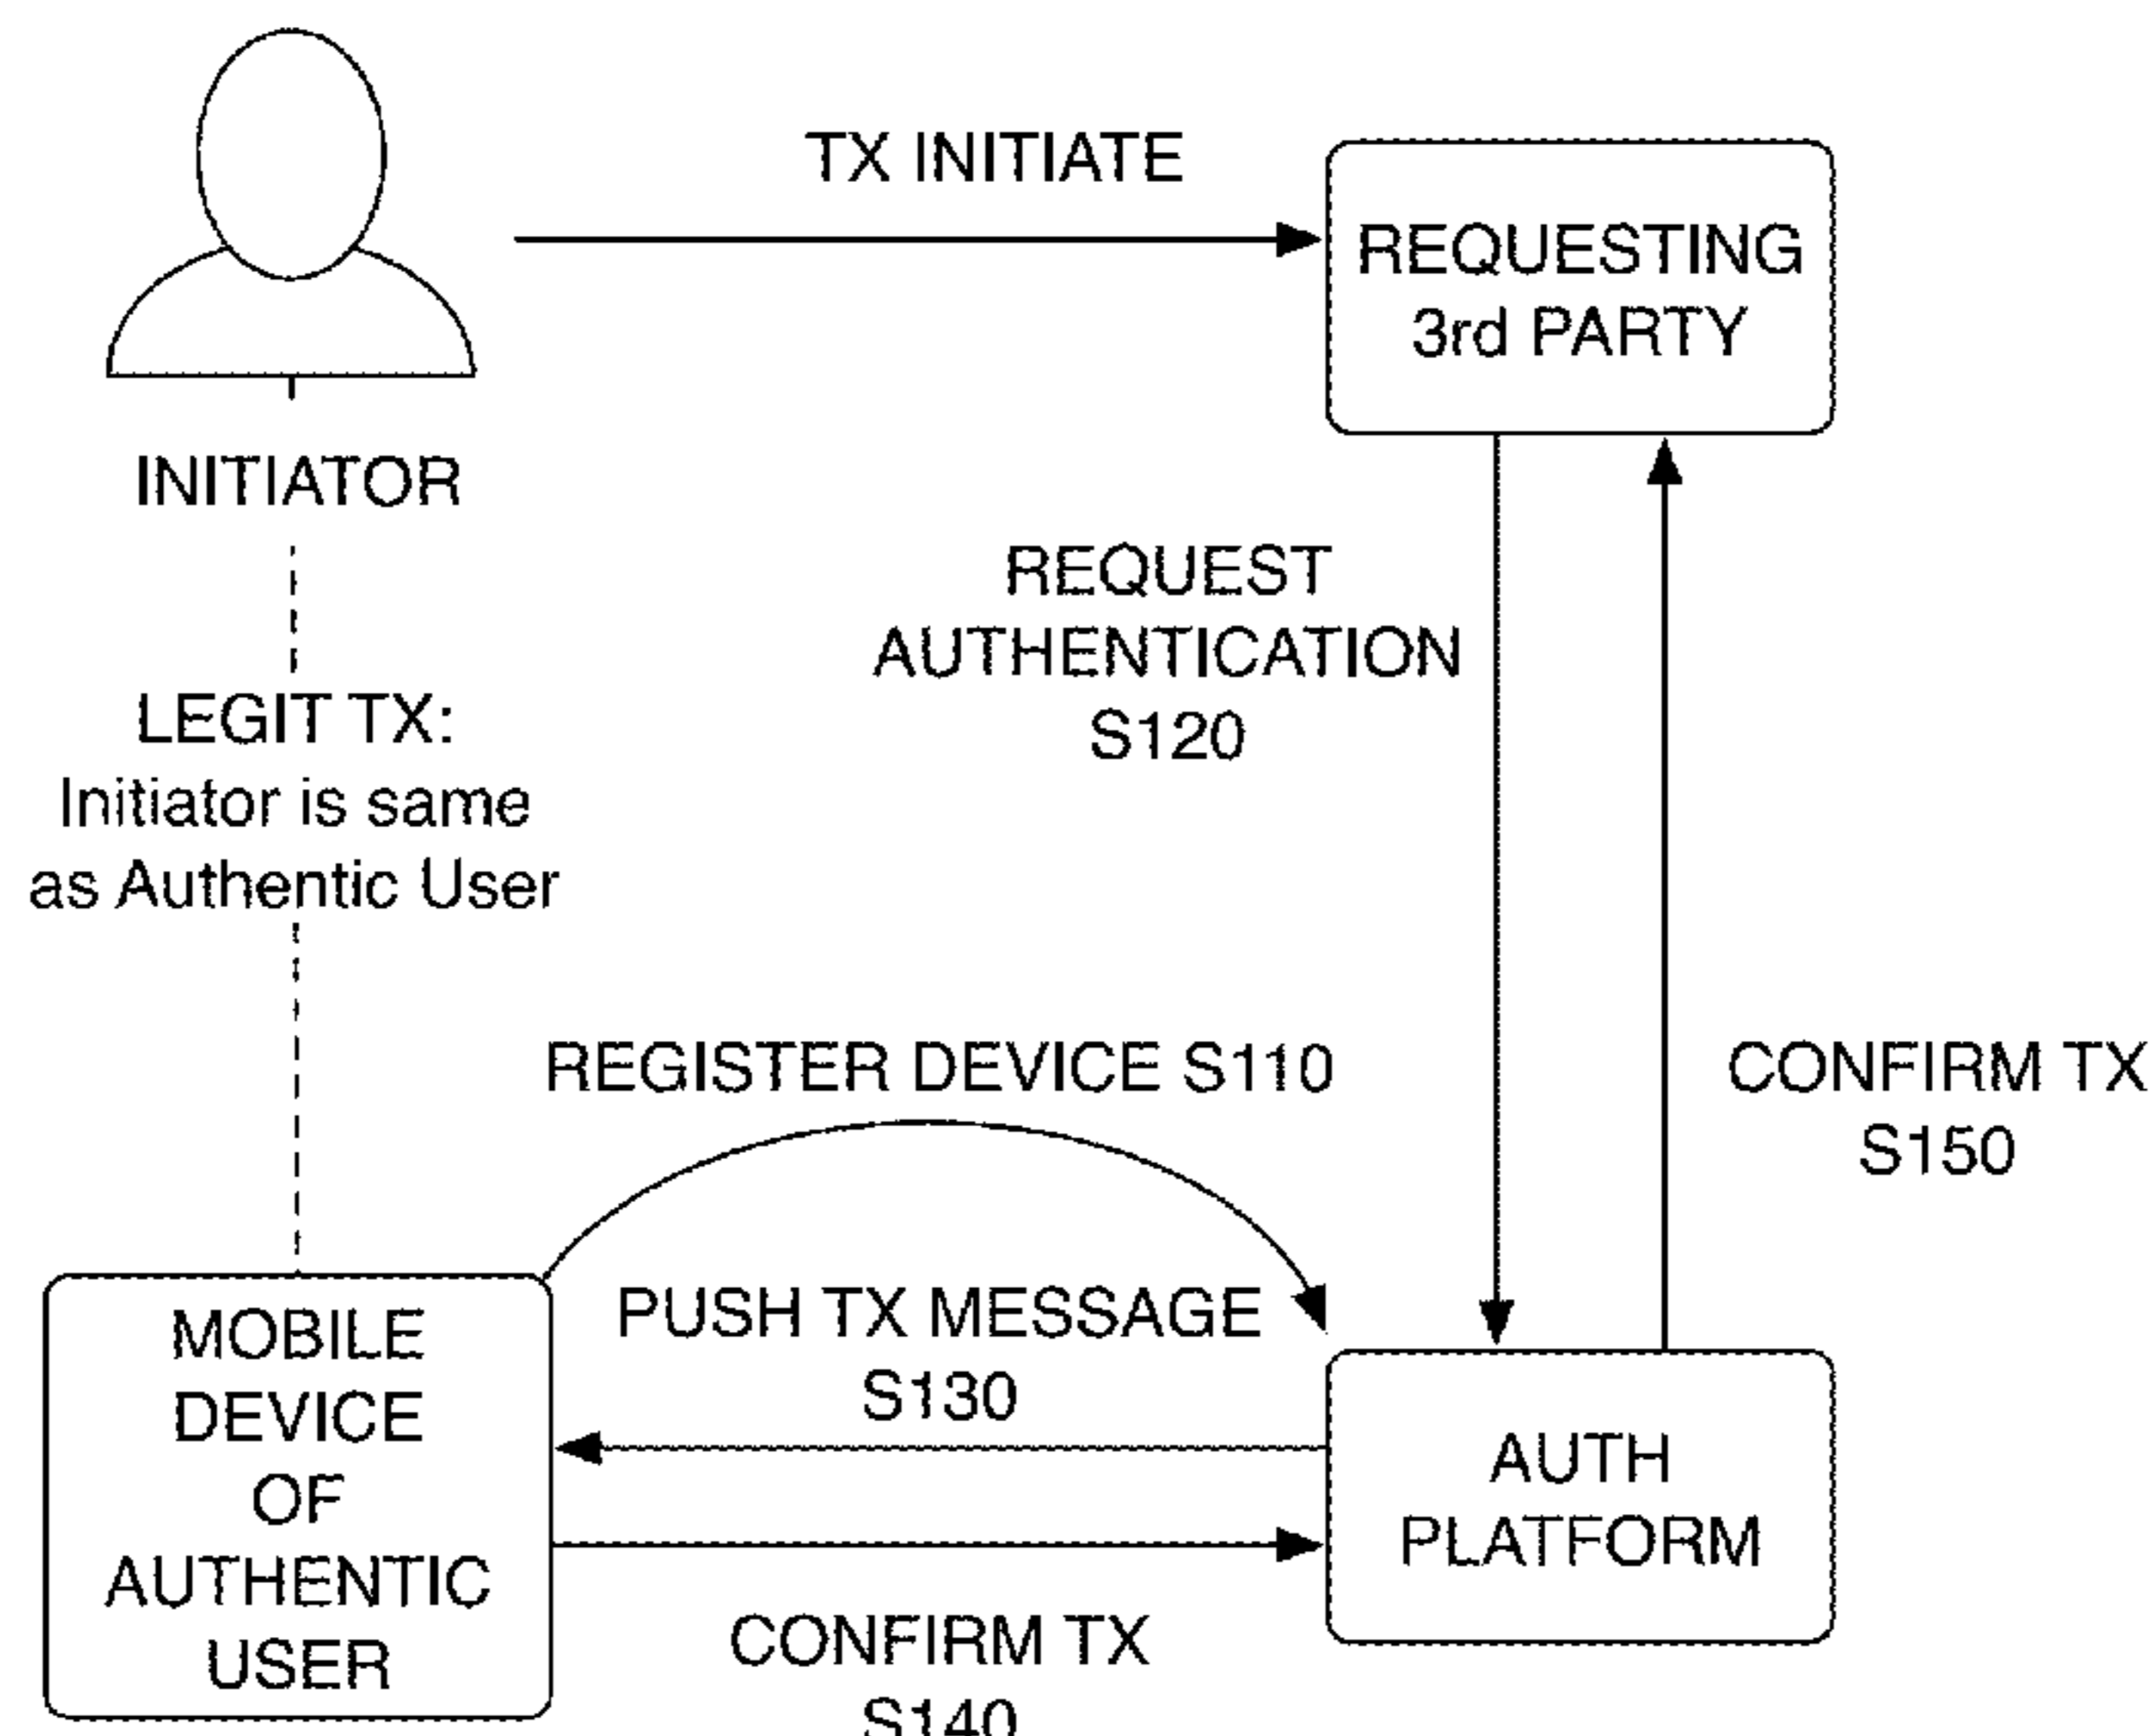 TX INITIATE
REQUESTING
3rd PARTY
INITIATOR
REQUEST
AUTHENTICATION
S120
LEGIT TX:
Initiator is same
as Authentic User
REGISTER DEVICE S110
CONFIRM TX
S150
PUSH TX MESSAGE
S130
MOBILE
DEVICE
OF
AUTHENTIC
USER
AUTH
PLATFORM
CONFIRM TX
S140